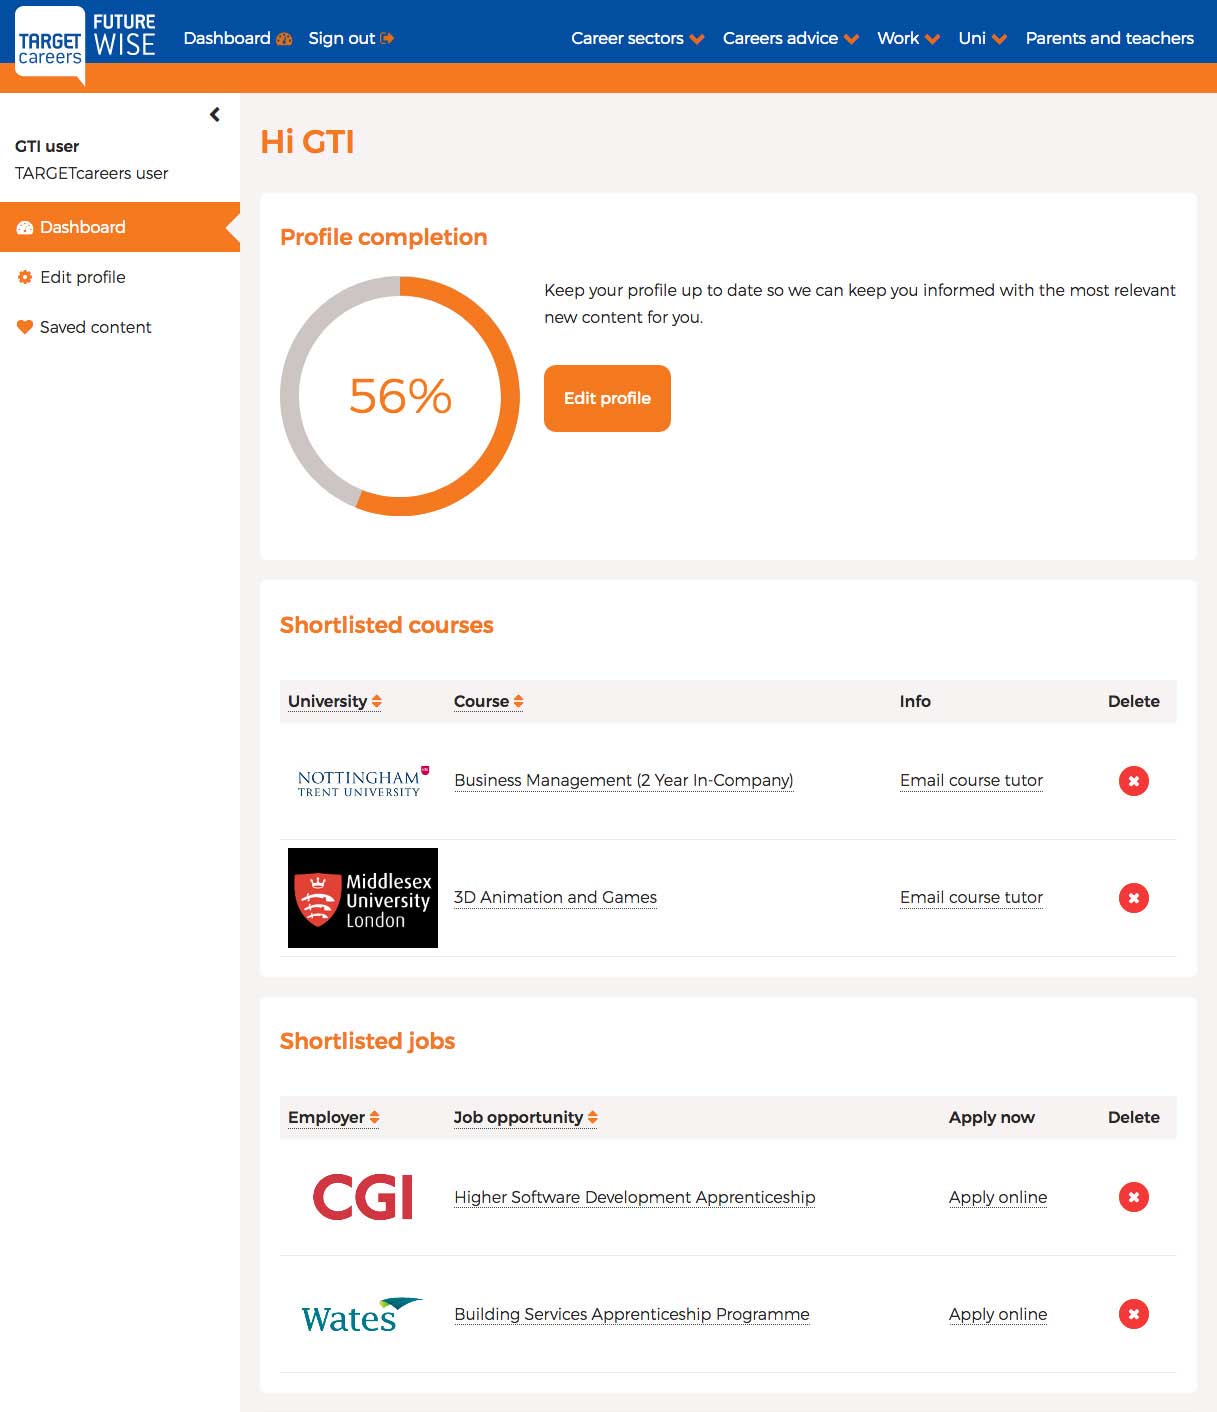 TARGET
careers
FUTURE
WISE
Dashboard
Sign out
Career sectors
Careers advice
Work
Uni
Parents and teachers
GTI user
TARGETcareers user
Dashboard
Edit profile
Saved content
Hi GTI
Profile completion
56%
Keep your profile up to date so we can keep you informed with the most relevant
new content for you.
Edit profile
Shortlisted courses
University
Course
Info
Delete
NOTTINGHAM
TRENT UNIVERSITY
Business Management (2 Year In-Company)
Email course tutor
Middlesex
University
London
3D Animation and Games
Email course tutor
Shortlisted jobs
Employer
Job opportunity
Apply now
Delete
CGI
Higher Software Development Apprenticeship
Apply online
Wates
Building Services Apprenticeship Programme
Apply online